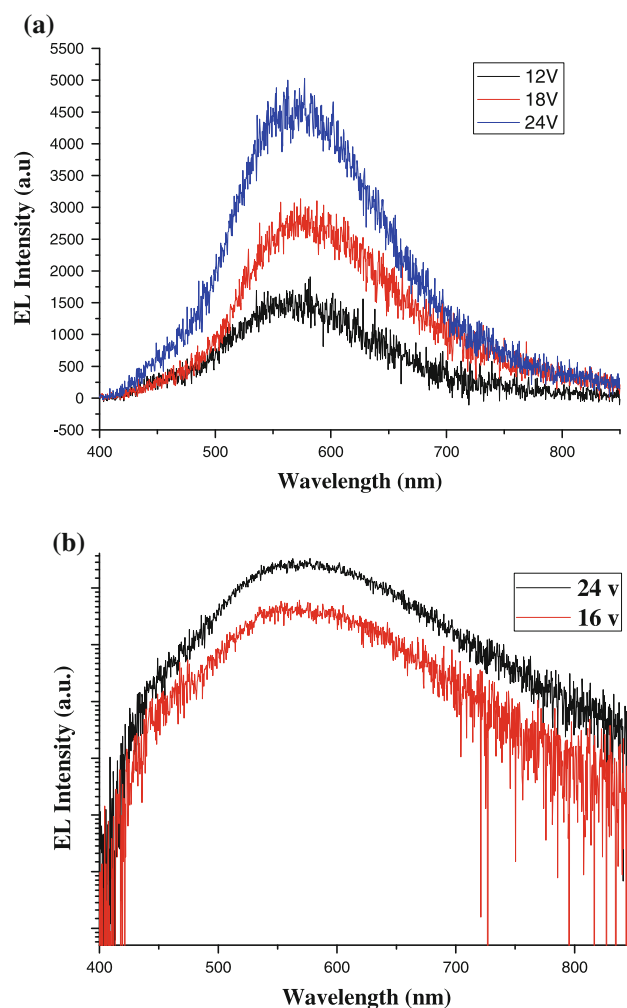 (a)
5500
5000
4500
4000
3500
3000
2500
2000
1500
1000
500
0
-500
EL Intensity (a.u)
12V
18V
24V
400 500 600 700 800
Wavelength (nm)
(b)
EL Intensity (a.u.)
24 v
16 v
400 500 600 700 800
Wavelength (nm)